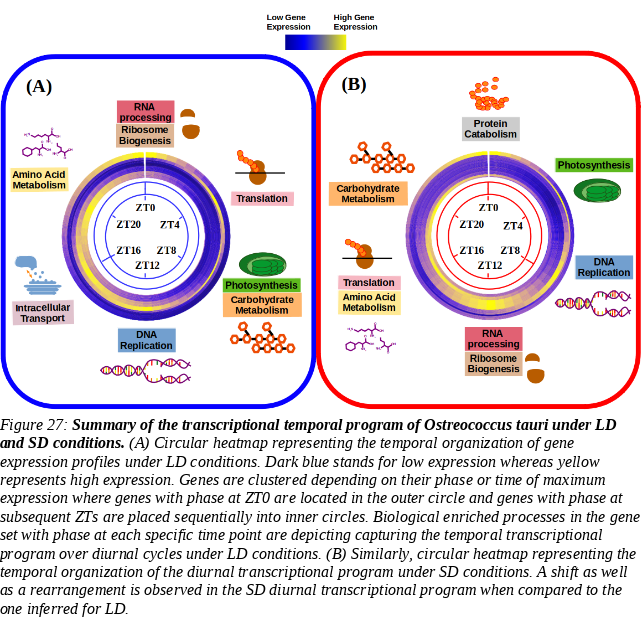 Low Gene
Expression
High Gene
Expression
(A)
RNA
processing
Ribosome
Biogenesis
Amino Acid
Metabolism
Translation
ZT0
ZT20
ZT4
ZT16
ZT8
ZT12
Photosynthesis
Carbohydrate
Metabolism
Intracellular
Transport
DNA
Replication
(B)
Protein
Catabolism
Photosynthesis
Carbohydrate
Metabolism
ZT0
ZT20
ZT4
ZT16
ZT8
ZT12
DNA
Replication
Translation
Amino Acid
Metabolism
RNA
processing
Ribosome
Biogenesis
Figure 27: Summary of the transcriptional temporal program of Ostreococcus tauri under LD
and SD conditions. (A) Circular heatmap representing the temporal organization of gene
expression profiles under LD conditions. Dark blue stands for low expression whereas yellow
represents high expression. Genes are clustered depending on their phase or time of maximum
expression where genes with phase at ZT0 are located in the outer circle and genes with phase at
subsequent ZTs are placed sequentially into inner circles. Biological enriched processes in the gene
set with phase at each specific time point are depicting capturing the temporal transcriptional
program over diurnal cycles under LD conditions. (B) Similarly, circular heatmap representing the
temporal organization of the diurnal transcriptional program under SD conditions. A shift as well
as a rearrangement is observed in the SD diurnal transcriptional program when compared to the
one inferred for LD.